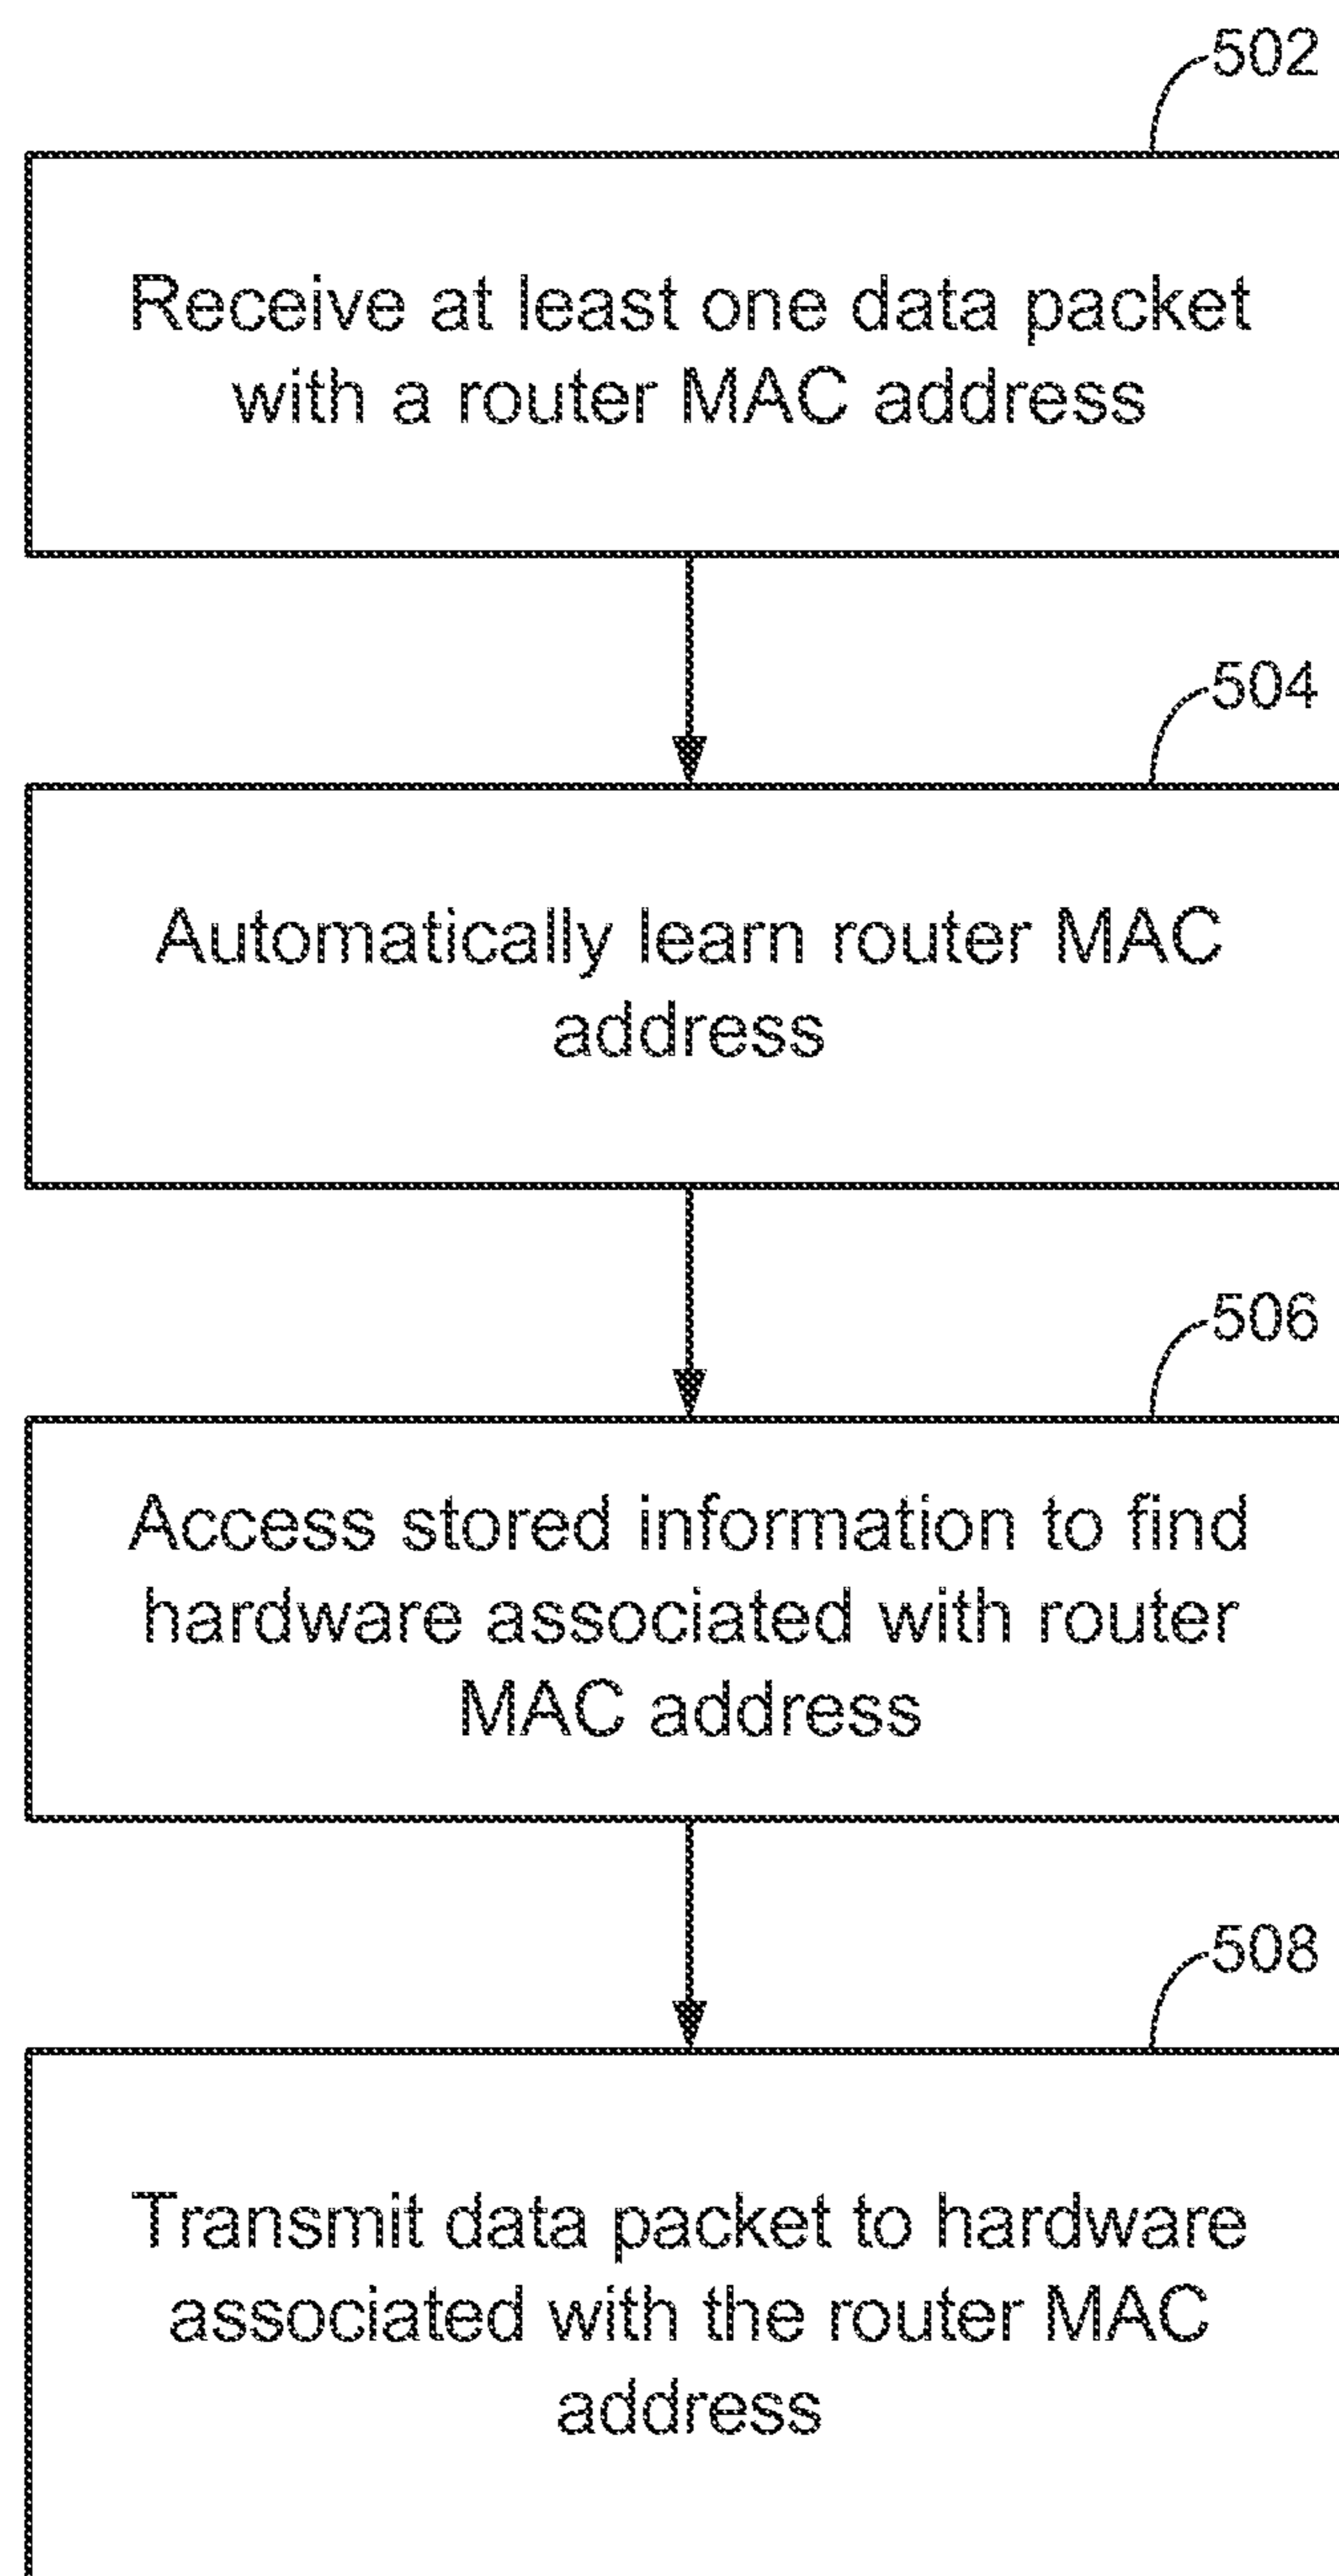 502
Receive at least one data packet
with a router MAC address
504
Automatically learn router MAC
address
506
Access stored information to find
hardware associated with router
MAC address
508
Transmit data packet to hardware
associated with the router MAC
address